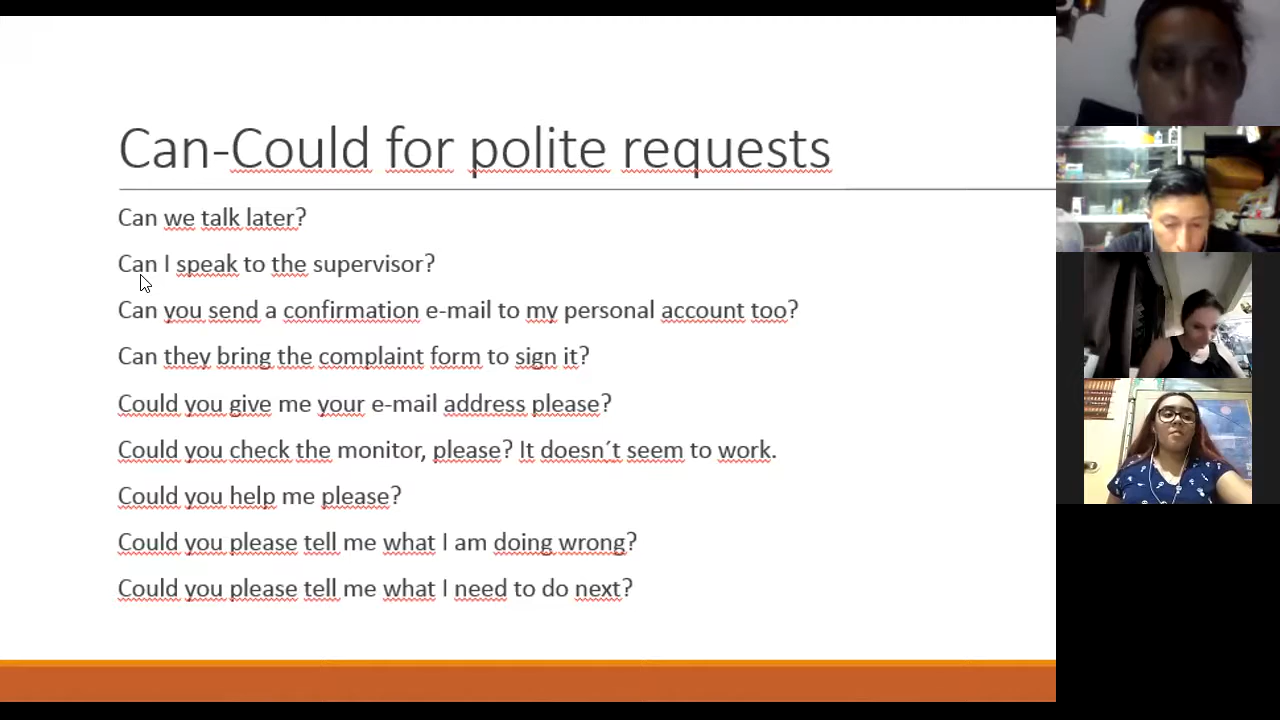 Can-Could for polite requests
Can we talk later?
Can I speak to the supervisor?
Can you send a confirmation e-mail to my personal account too?
Can they bring the complaint form to sign it?
Could you give me your e-mail address please?
Could you check the monitor, please? It doesn´t seem to work.
Could you help me please?
Could you please tell me what I am doing wrong?
Could you please tell me what I need to do next?